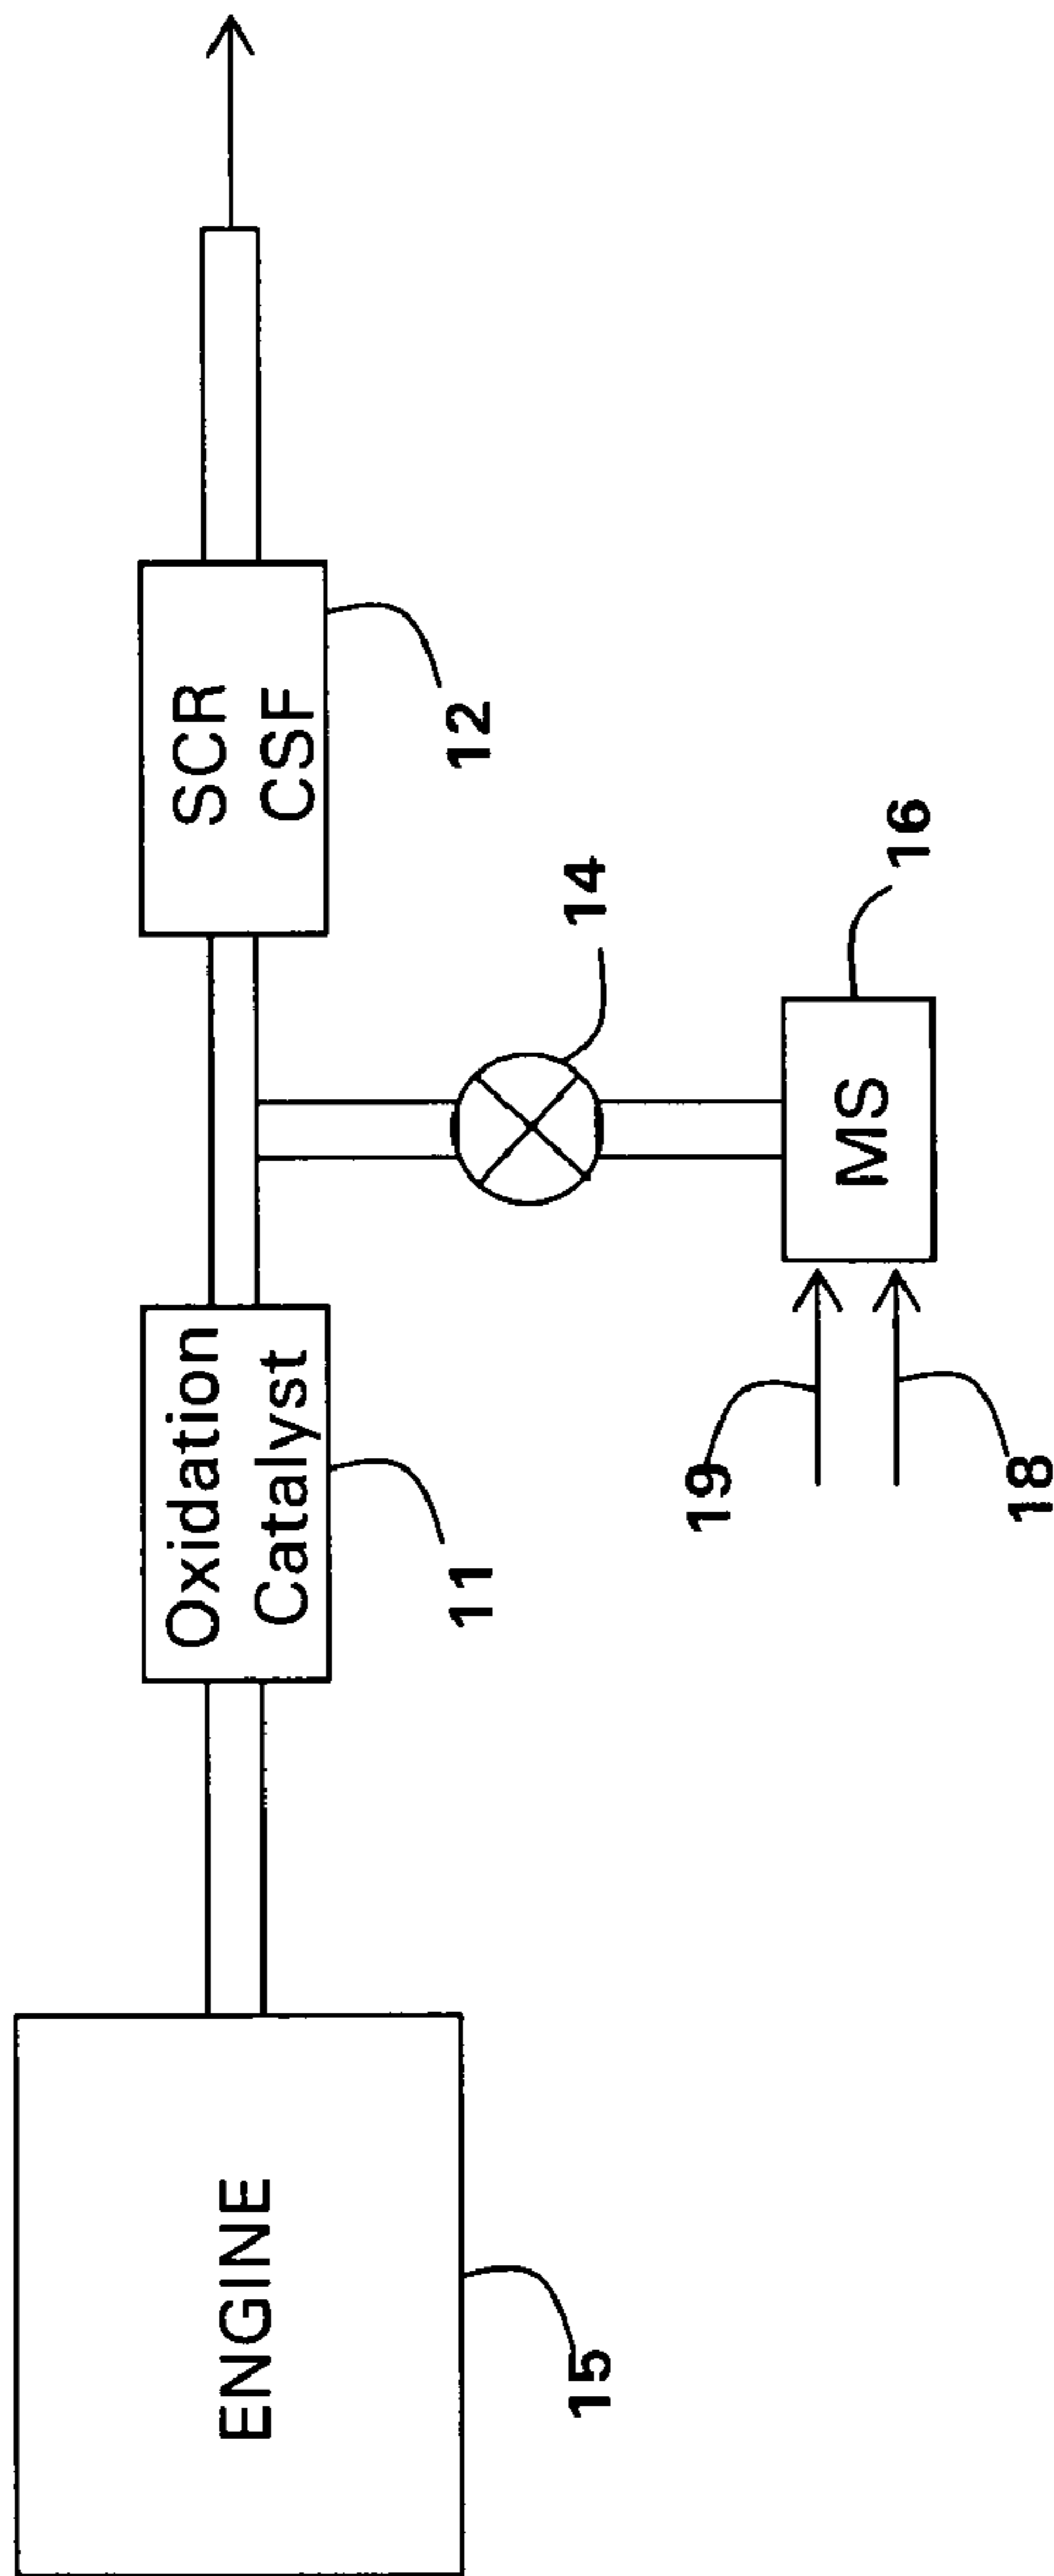 ENGINE
15
Oxidation
Catalyst
11
SCR
CSF
12
14
MS
16
19
18